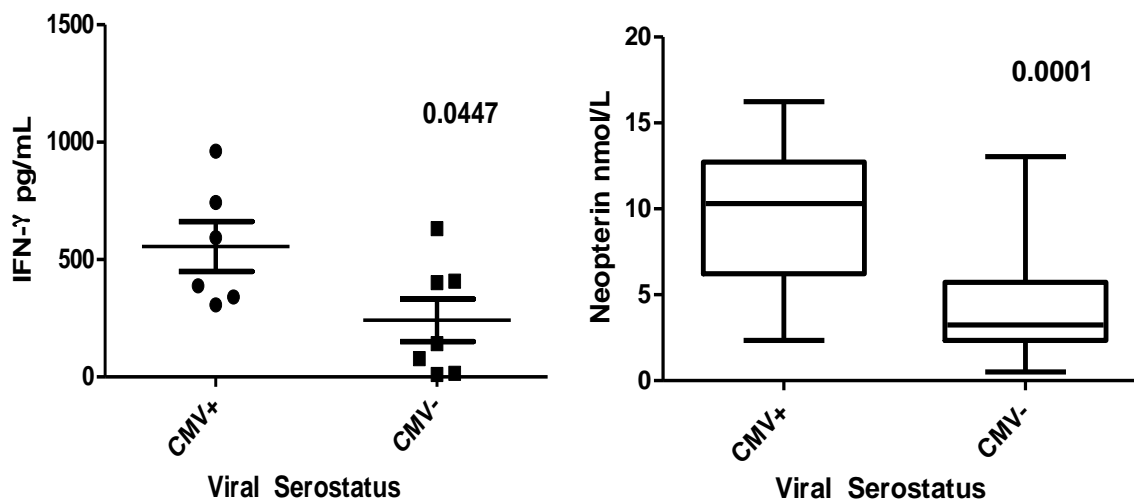 IFN-γ pg/mL
1500
1000
500
0
0.0447
CMV+
CMV-
Viral Serostatus
Neopterin nmol/L
20
15
10
5
0
0.0001
CMV+
CMV-
Viral Serostatus